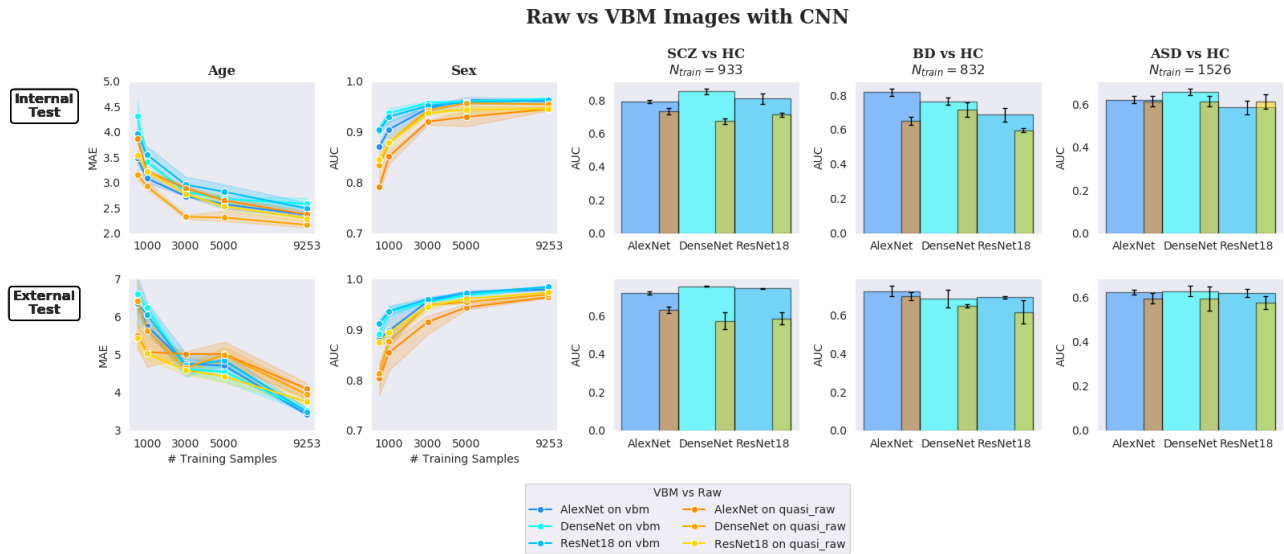 Raw vs VBM Images with CNN
Internal
Test
External
Test
Age
MAE
5.0
4.5
4.0
3.5
3.0
2.5
2.0
1000 3000 5000 9253
Sex
AUC
1.0
0.9
0.8
0.7
1000 3000 5000 9253
SCZ vs HC
N_train = 933
AUC
0.8
0.6
0.4
0.2
0.0
AlexNet DenseNet ResNet18
BD vs HC
N_train = 832
AUC
0.8
0.6
0.4
0.2
0.0
AlexNet DenseNet ResNet18
ASD vs HC
N_train = 1526
AUC
0.6
0.4
0.2
0.0
AlexNet DenseNet ResNet18
MAE
7
6
5
4
3
1000 3000 5000 9253
# Training Samples
AUC
1.0
0.9
0.8
0.7
1000 3000 5000 9253
# Training Samples
AUC
0.6
0.4
0.2
0.0
AlexNet DenseNet ResNet18
AUC
0.6
0.4
0.2
0.0
AlexNet DenseNet ResNet18
AUC
0.6
0.4
0.2
0.0
AlexNet DenseNet ResNet18
VBM vs Raw
AlexNet on vbm AlexNet on quasi_raw
DenseNet on vbm DenseNet on quasi_raw
ResNet18 on vbm ResNet18 on quasi_raw